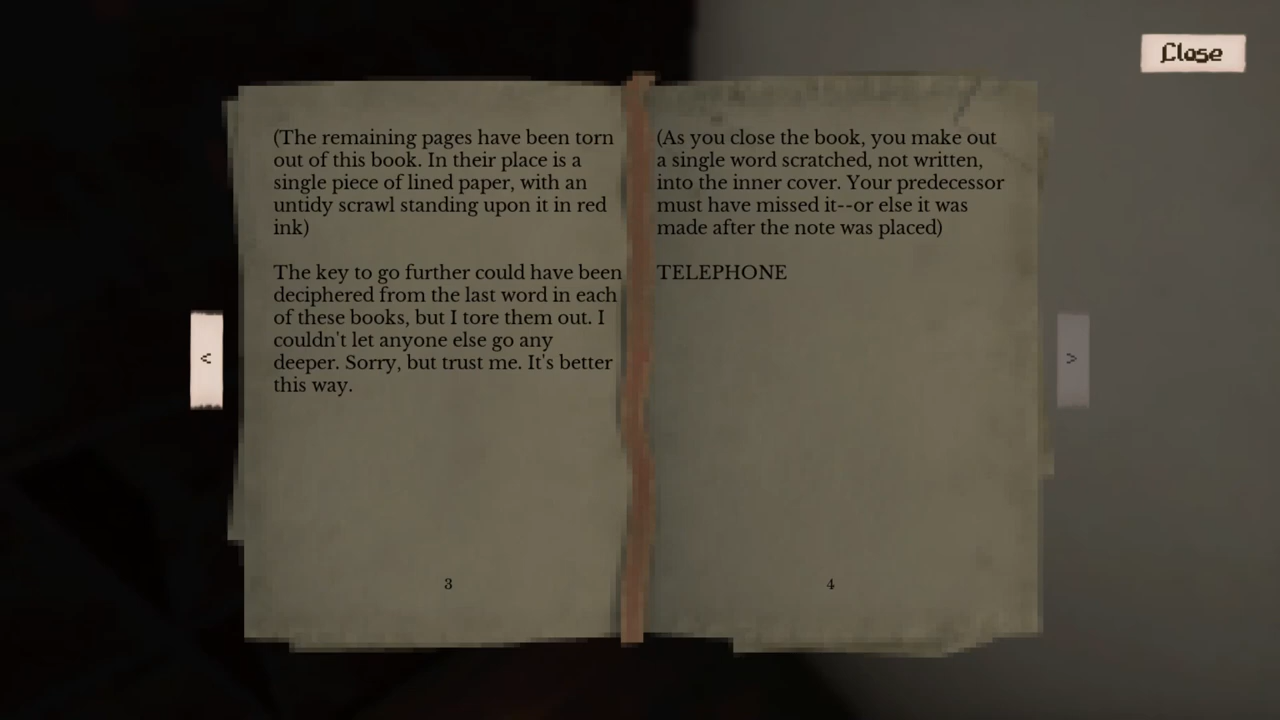 Close
(The remaining pages have been torn
out of this book. In their place is a
single piece of lined paper, with an
untidy scrawl standing upon it in red
ink)
The key to go further could have been
deciphered from the last word in each
of these books, but I tore them out. I
couldn't let anyone else go any
deeper. Sorry, but trust me. It's better
this way.
3
(As you close the book, you make out
a single word scratched, not written,
into the inner cover. Your predecessor
must have missed it--or else it was
made after the note was placed)
TELEPHONE
4
<
>